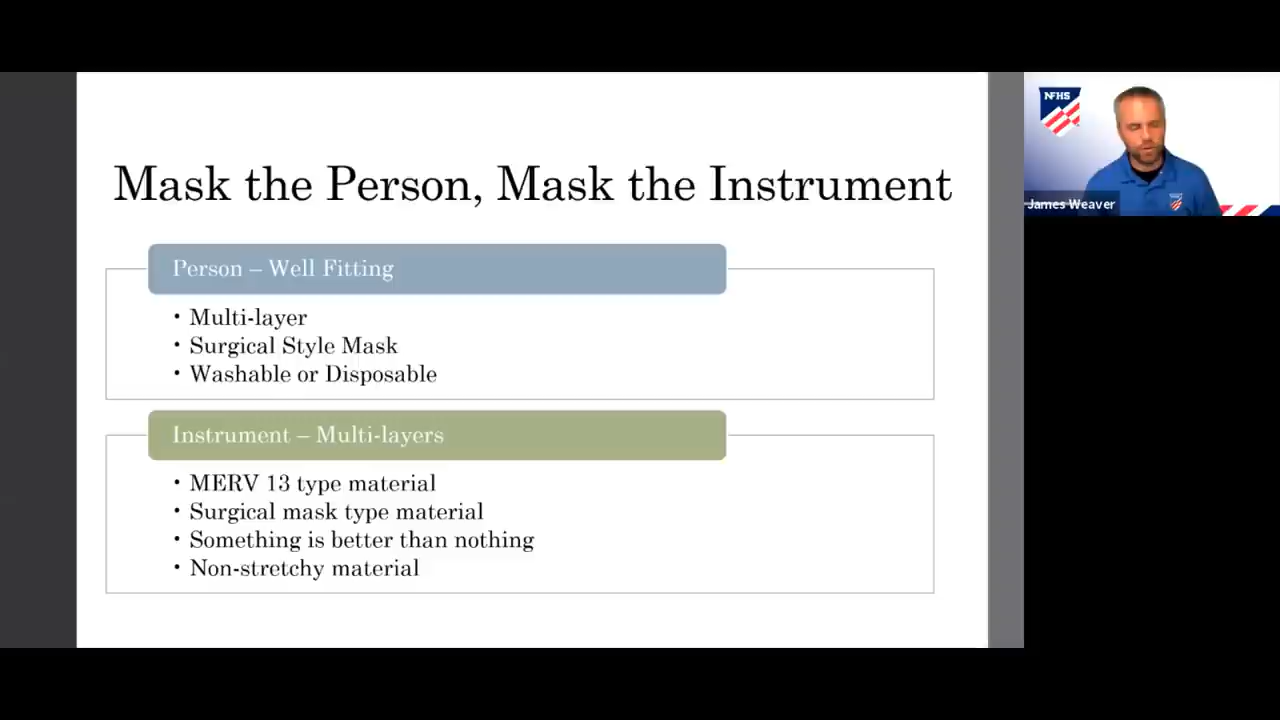 Mask the Person, Mask the Instrument
Person – Well Fitting
• Multi-layer
• Surgical Style Mask
• Washable or Disposable
Instrument – Multi-layers
• MERV 13 type material
• Surgical mask type material
• Something is better than nothing
• Non-stretchy material
NFHS
James Weaver